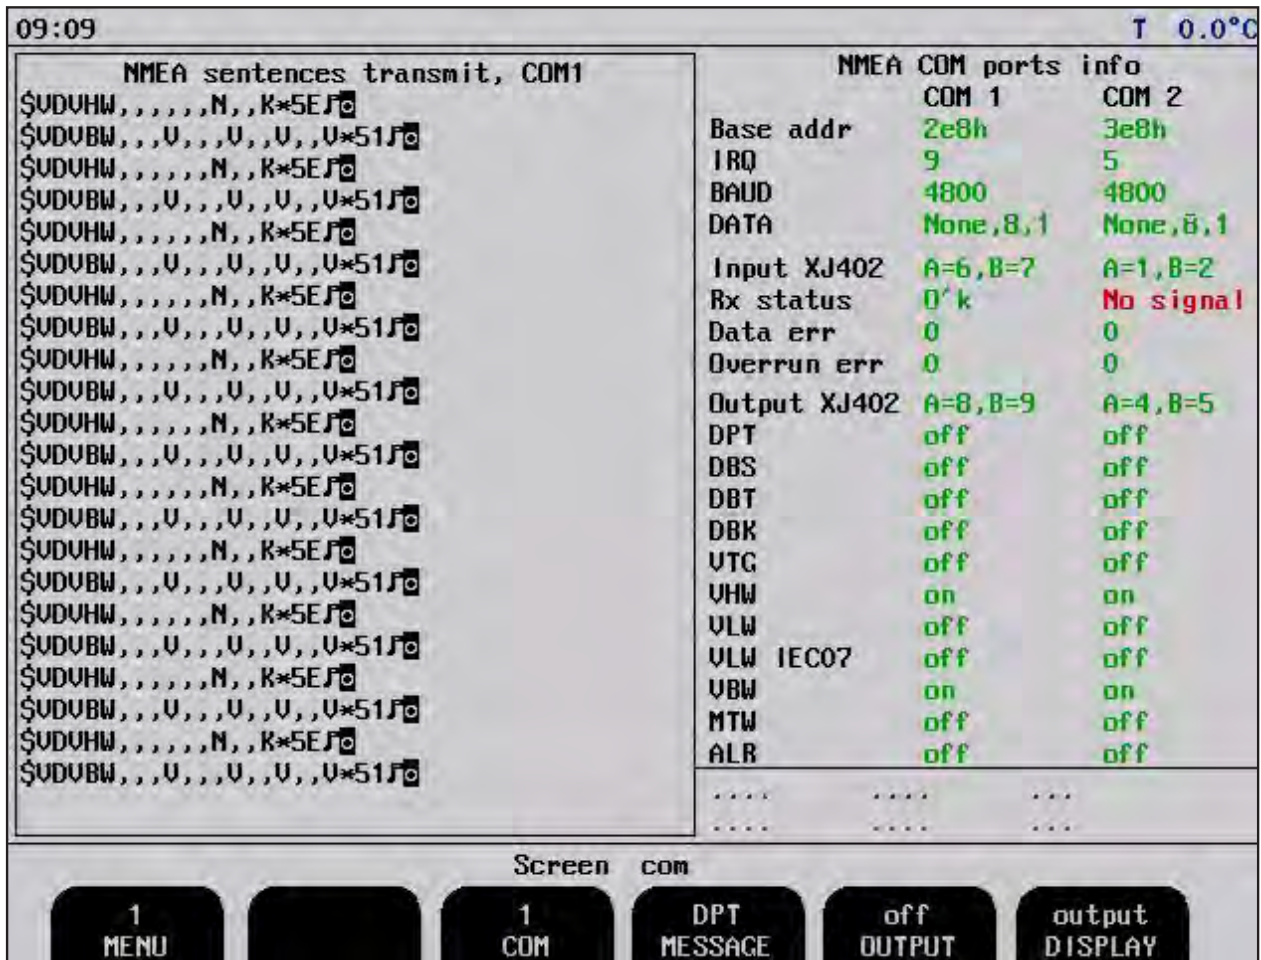 09:09
T 0.0°C
NMEA sentences transmit, COM1
$VDVHW,,,,,,N,,K*5E♪◙
$VDVBW,,,V,,,V,,V,,V*51♪◙
$VDVHW,,,,,,N,,K*5E♪◙
$VDVBW,,,V,,,V,,V,,V*51♪◙
$VDVHW,,,,,,N,,K*5E♪◙
$VDVBW,,,V,,,V,,V,,V*51♪◙
$VDVHW,,,,,,N,,K*5E♪◙
$VDVBW,,,V,,,V,,V,,V*51♪◙
$VDVHW,,,,,,N,,K*5E♪◙
$VDVBW,,,V,,,V,,V,,V*51♪◙
$VDVHW,,,,,,N,,K*5E♪◙
$VDVBW,,,V,,,V,,V,,V*51♪◙
$VDVHW,,,,,,N,,K*5E♪◙
$VDVBW,,,V,,,V,,V,,V*51♪◙
$VDVHW,,,,,,N,,K*5E♪◙
$VDVBW,,,V,,,V,,V,,V*51♪◙
$VDVHW,,,,,,N,,K*5E♪◙
$VDVBW,,,V,,,V,,V,,V*51♪◙
$VDVHW,,,,,,N,,K*5E♪◙
$VDVBW,,,V,,,V,,V,,V*51♪◙
$VDVHW,,,,,,N,,K*5E♪◙
$VDVBW,,,V,,,V,,V,,V*51♪◙
NMEA COM ports info
COM 1 COM 2
Base addr 2e8h 3e8h
IRQ 9 5
BAUD 4800 4800
DATA None,8,1 None,8,1
Input XJ402 A=6,B=7 A=1,B=2
Rx status O'k No signal
Data err 0 0
Overrun err 0 0
Output XJ402 A=8,B=9 A=4,B=5
DPT off off
DBS off off
DBT off off
DBK off off
VTG off off
VHW on on
VLW off off
VLW IEC07 off off
VBW on on
MTW off off
ALR off off
.... .... ...
.... .... ...
Screen com
1 1 DPT off output
MENU COM MESSAGE OUTPUT DISPLAY